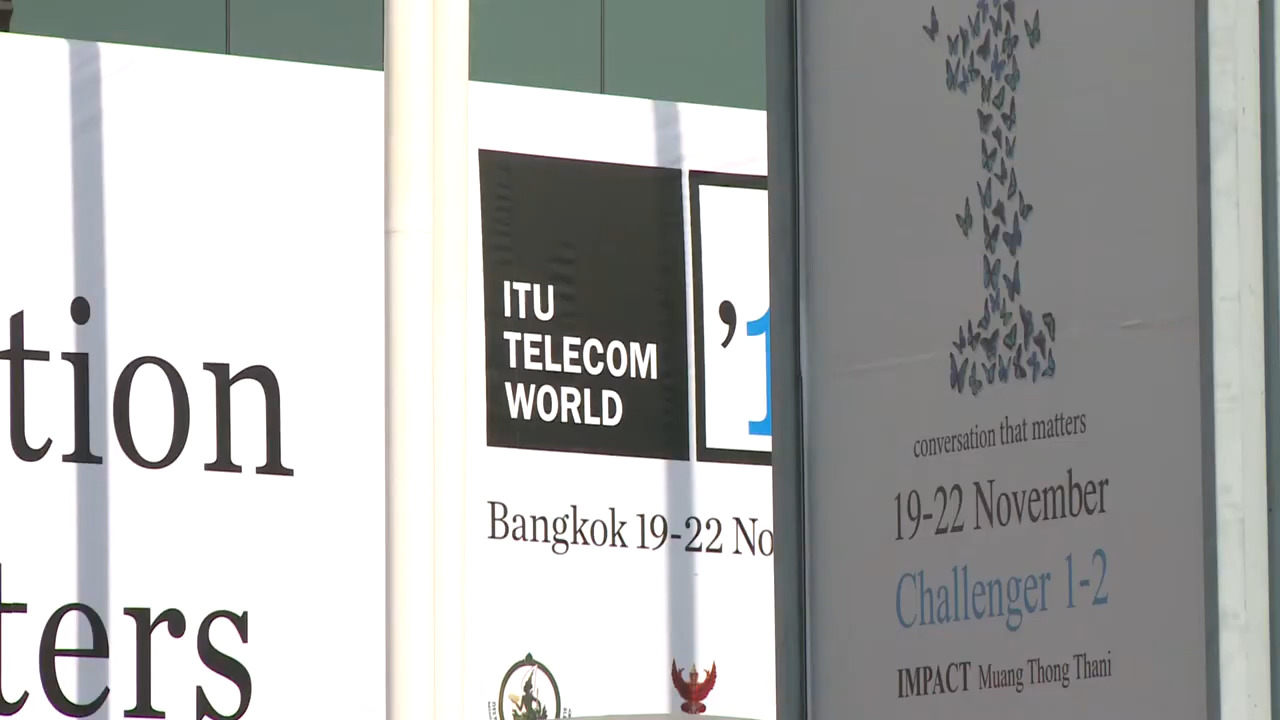 tion
ters
ITU
TELECOM
WORLD
’1
Bangkok 19-22 No
conversation that matters
19-22 November
Challenger 1-2
IMPACT Muang Thong Thani